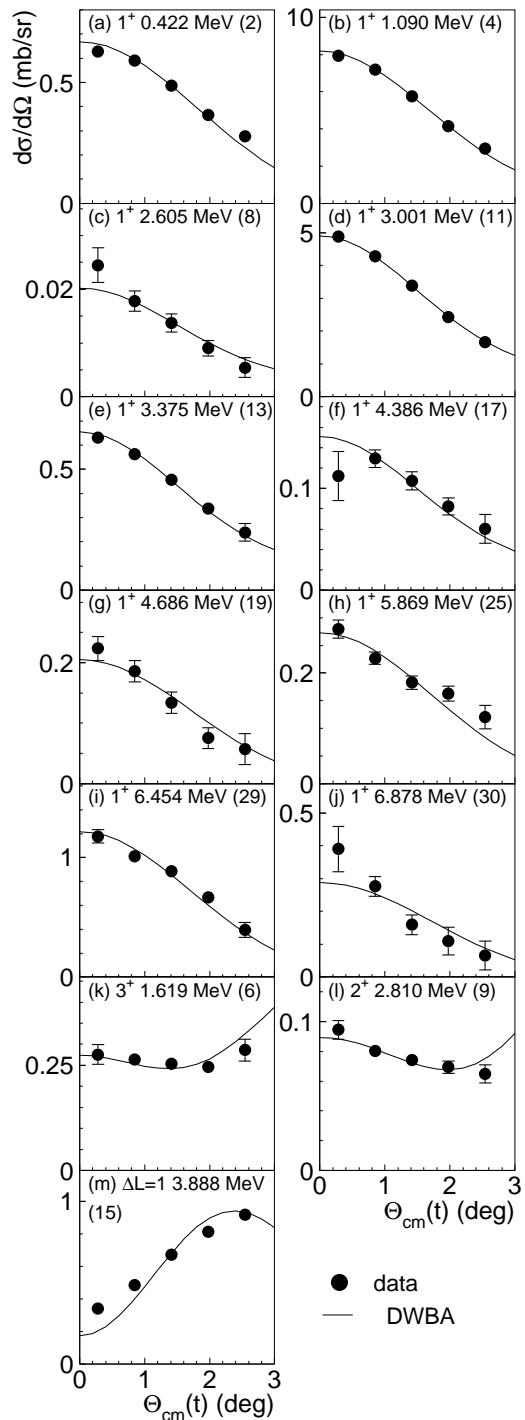 (a) 1+ 0.422 MeV (2)
(b) 1+ 1.090 MeV (4)
10
0.5
5
0
0
(c) 1+ 2.605 MeV (8)
(d) 1+ 3.001 MeV (11)
5
0.02
0
0
(e) 1+ 3.375 MeV (13)
(f) 1+ 4.386 MeV (17)
0.5
0.1
0
0
(g) 1+ 4.686 MeV (19)
(h) 1+ 5.869 MeV (25)
0.2
0.2
0
0
(i) 1+ 6.454 MeV (29)
(j) 1+ 6.878 MeV (30)
0.5
1
0
0
(k) 3+ 1.619 MeV (6)
(l) 2+ 2.810 MeV (9)
0.25
0.1
0
0
0 1 2 3
Θcm(t) (deg)
(m) ΔL=1 3.888 MeV
(15)
1
0
0 1 2 3
Θcm(t) (deg)
dσ/dΩ (mb/sr)
data
DWBA